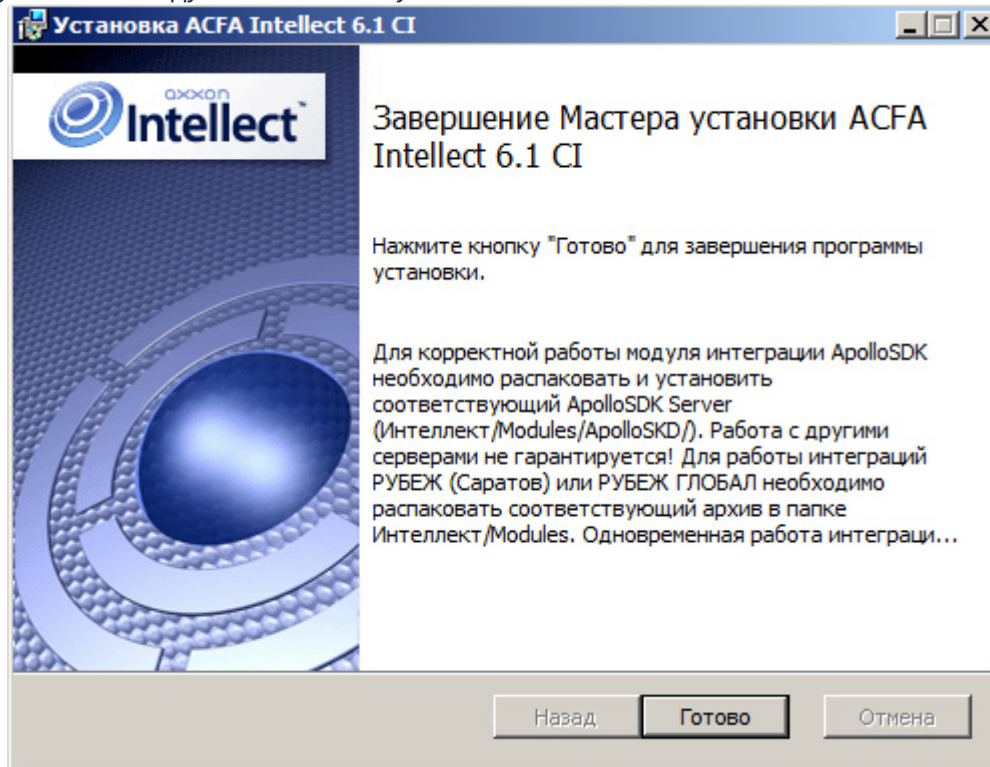 Установка ACFA Intellect 6.1 CI
axxon
Intellect
Завершение Мастера установки ACFA
Intellect 6.1 CI
Нажмите кнопку "Готово" для завершения программы
установки.
Для корректной работы модуля интеграции ApolloSDK
необходимо распаковать и установить
соответствующий ApolloSDK Server
(Интеллект/Modules/ApolloSKD/). Работа с другими
серверами не гарантируется! Для работы интеграций
РУБЕЖ (Саратов) или РУБЕЖ ГЛОБАЛ необходимо
распаковать соответствующий архив в папке
Интеллект/Modules. Одновременная работа интеграци...
Назад
Готово
Отмена